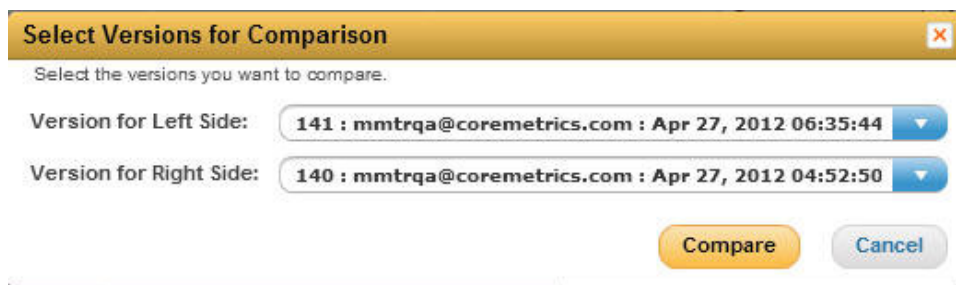 Select Versions for Comparison
Select the versions you want to compare.
Version for Left Side: 141 : mmtrqa@coremetrics.com : Apr 27, 2012 06:35:44
Version for Right Side: 140 : mmtrqa@coremetrics.com : Apr 27, 2012 04:52:50
Compare Cancel